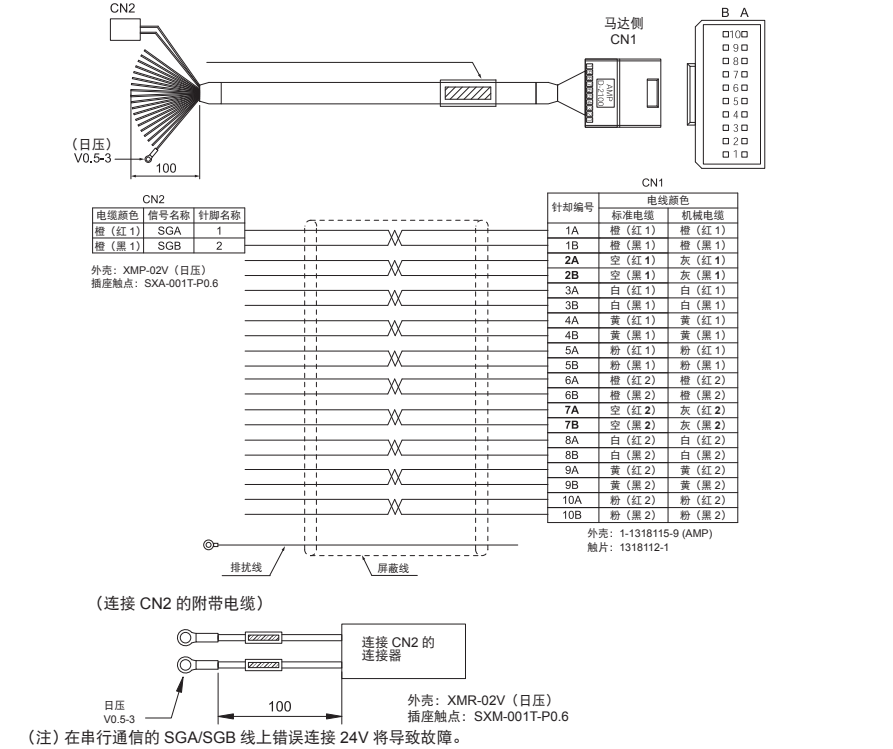 CN2
马达侧
CN1
B A
AMP
D-2100
10
9
8
7
6
5
4
3
2
1
(日压)
V0.5-3
100
CN2
电缆颜色 信号名称 针脚名称
橙（红 1） SGA 1
橙（黑 1） SGB 2
外壳：XMP-02V（日压）
插座触点：SXA-001T-P0.6
CN1
针却编号 电线颜色
标准电缆 机械电缆
1A 橙（红 1） 橙（红 1）
1B 橙（黑 1） 橙（黑 1）
2A 空（红 1） 灰（红 1）
2B 空（黑 1） 灰（黑 1）
3A 白（红 1） 白（红 1）
3B 白（黑 1） 白（黑 1）
4A 黄（红 1） 黄（红 1）
4B 黄（黑 1） 黄（黑 1）
5A 粉（红 1） 粉（红 1）
5B 粉（黑 1） 粉（黑 1）
6A 橙（红 2） 橙（红 2）
6B 橙（黑 2） 橙（黑 2）
7A 空（红 2） 灰（红 2）
7B 空（黑 2） 灰（黑 2）
8A 白（红 2） 白（红 2）
8B 白（黑 2） 白（黑 2）
9A 黄（红 2） 黄（红 2）
9B 黄（黑 2） 黄（黑 2）
10A 粉（红 2） 粉（红 2）
10B 粉（黑 2） 粉（黑 2）
外壳：1-1318115-9 (AMP)
触片：1318112-1
排扰线
屏蔽线
（连接 CN2 的附带电缆）
连接 CN2 的
连接器
日压
V0.5-3
100
外壳：XMR-02V（日压）
插座触点：SXM-001T-P0.6
（注）在串行通信的 SGA/SGB 线上错误连接 24V 将导致故障。